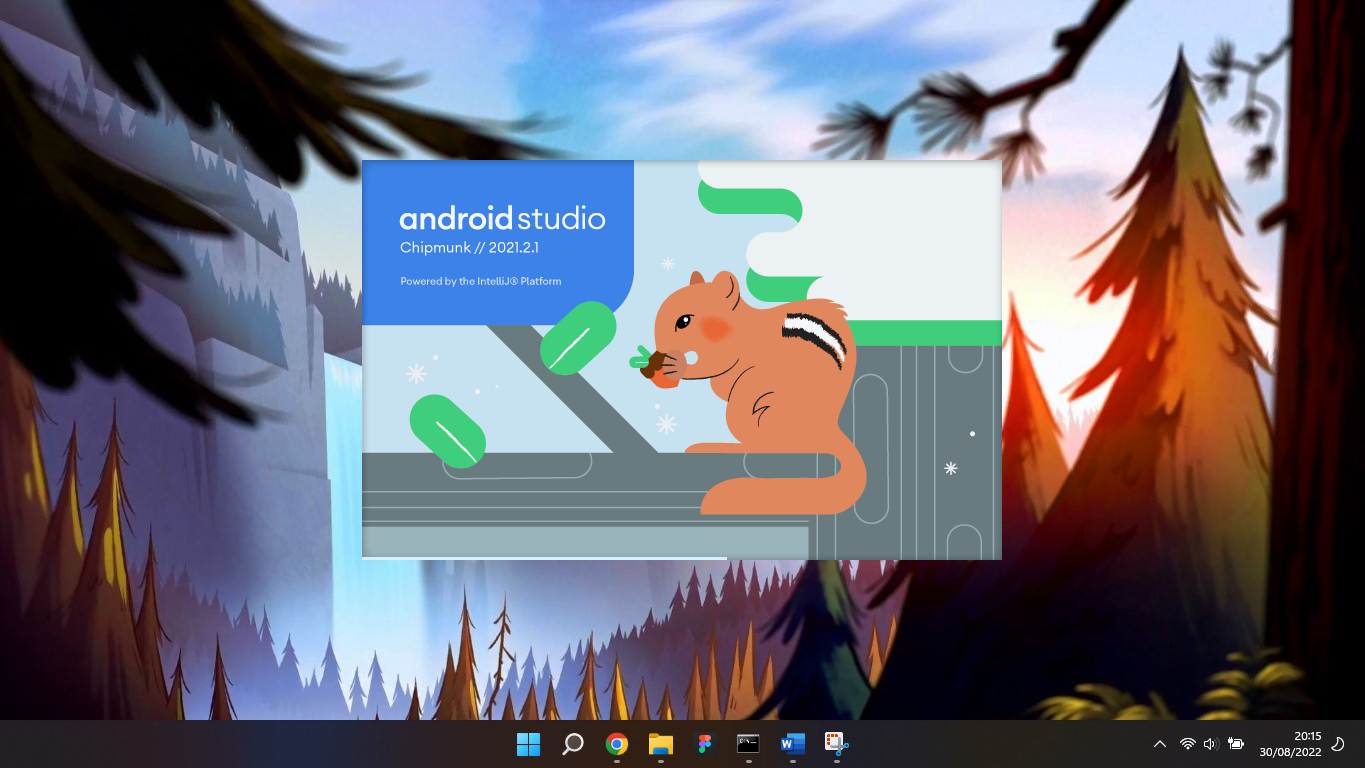 android studio
Chipmunk // 2021.2.1
Powered by the IntelliJ® Platform
20:15
30/08/2022